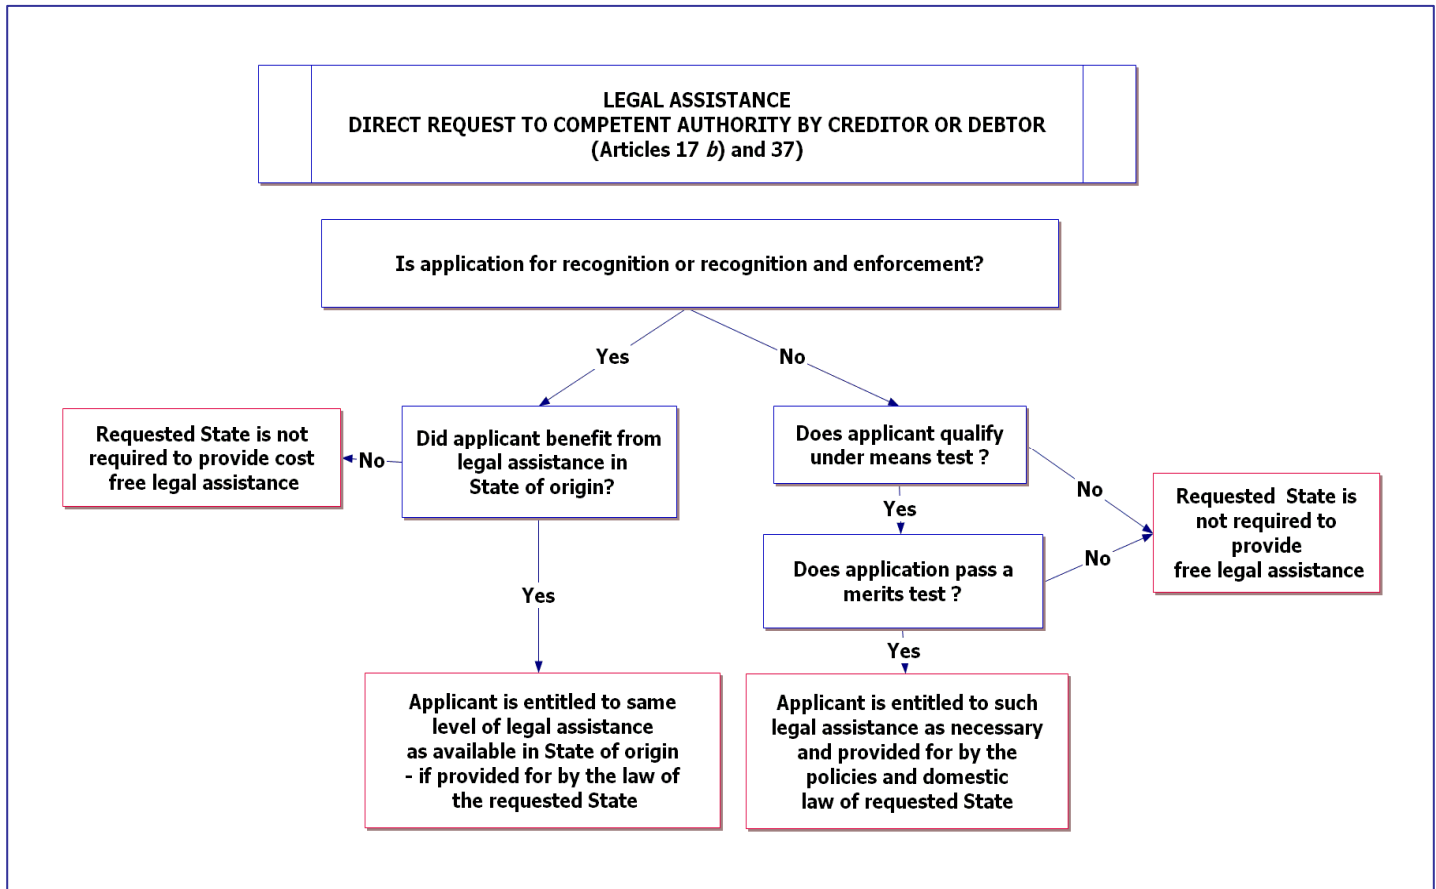 LEGAL ASSISTANCE
DIRECT REQUEST TO COMPETENT AUTHORITY BY CREDITOR OR DEBTOR
(Articles 17 b) and 37)
Is application for recognition or recognition and enforcement?
Yes
No
Requested State is not
required to provide cost
free legal assistance
No
Did applicant benefit from
legal assistance in
State of origin?
Does applicant qualify
under means test ?
No
Yes
Requested  State is
not required to
provide
free legal assistance
Does application pass a
merits test ?
No
Yes
Yes
Applicant is entitled to same
level of legal assistance
as available in State of origin
- if provided for by the law of
the requested State
Applicant is entitled to such
legal assistance as necessary
and provided for by the
policies and domestic
law of requested State